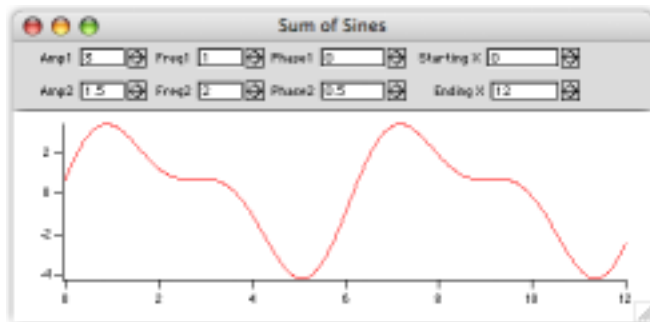 Sum of Sines
Amp1 3 Freq1 1 Phase1 0 Starting X 0
Amp2 1.5 Freq2 2 Phase2 0.5 Ending X 12
2
0
-2
-4
0 2 4 6 8 10 12